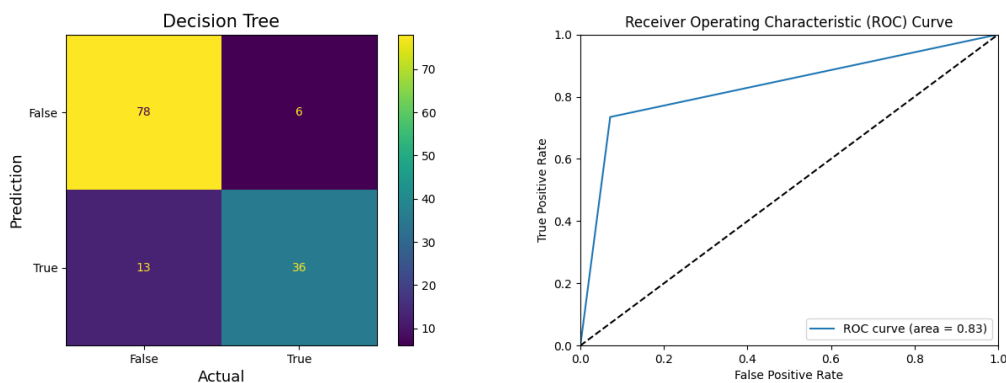 Decision Tree
Prediction
False
True
78
6
13
36
False
True
Actual
70
60
50
40
30
20
10
Receiver Operating Characteristic (ROC) Curve
True Positive Rate
1.0
0.8
0.6
0.4
0.2
0.0
ROC curve (area = 0.83)
0.0
0.2
0.4
0.6
0.8
1.0
False Positive Rate